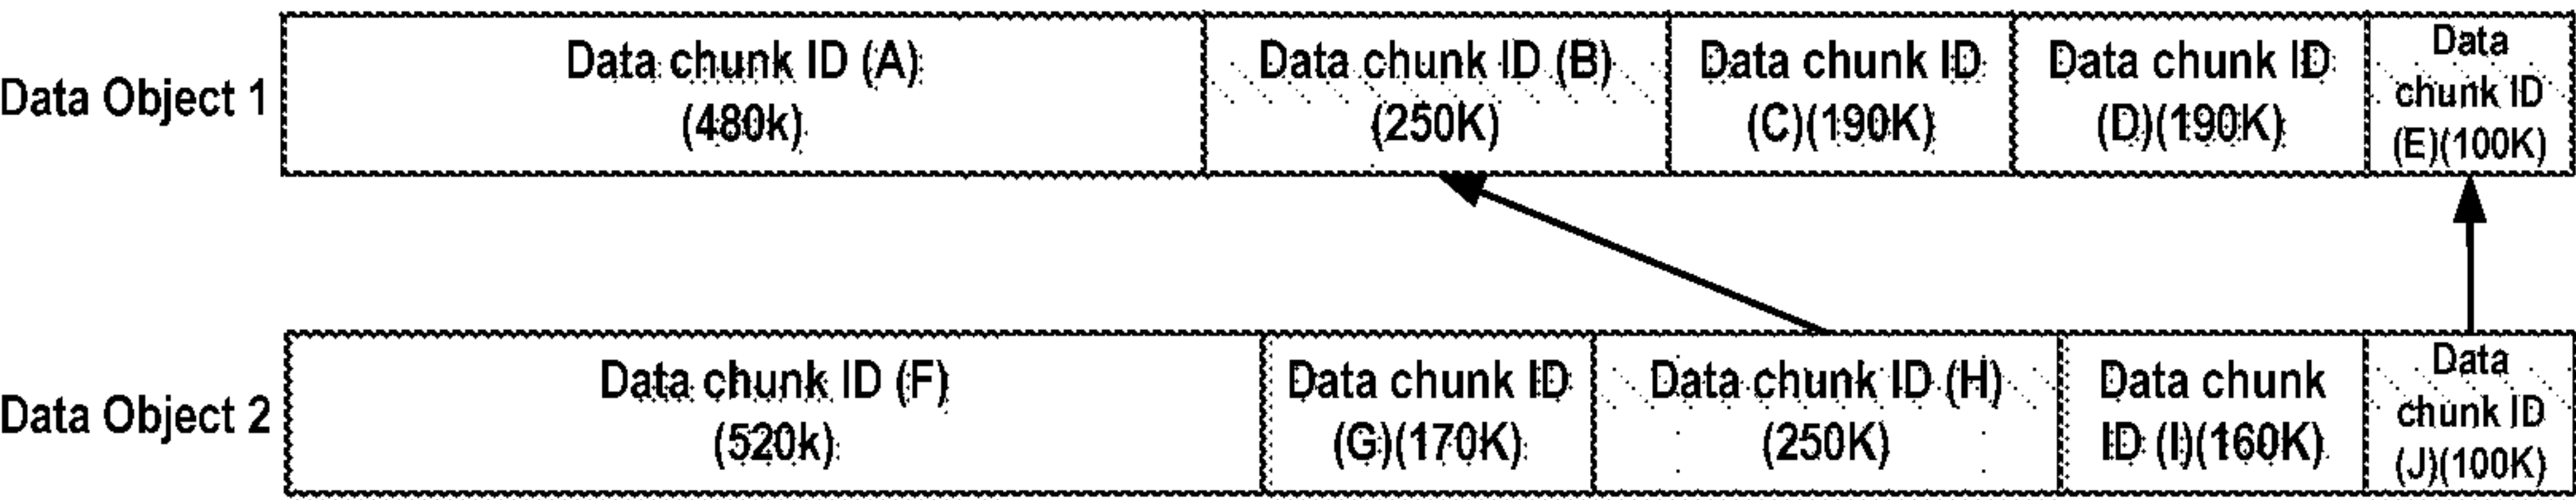 Data Object 1
Data chunk ID (A)
(480k)
Data chunk ID (B)
(250K)
Data chunk ID
(C)(190K)
Data chunk ID
(D)(190K)
Data
chunk ID
(E)(100K)
Data Object 2
Data chunk ID (F)
(520k)
Data chunk ID
(G)(170K)
Data chunk ID (H)
(250K)
Data chunk
ID (I)(160K)
Data
chunk ID
(J)(100K)